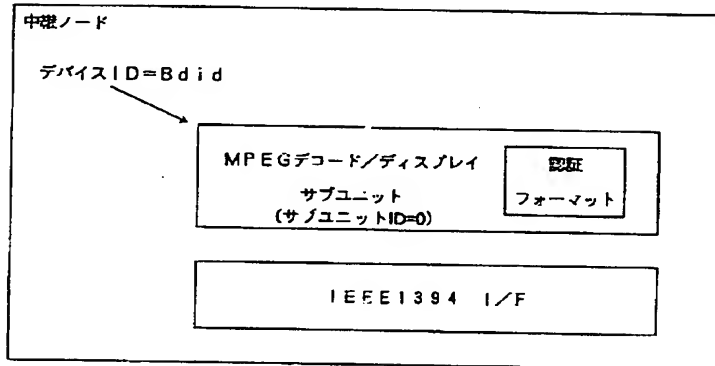 中継ノード
デバイスID=Bdid
MPEGデコード/ディスプレイ
サブユニット
(サブユニットID=0)
認証
フォーマット
IEEE1394 I/F